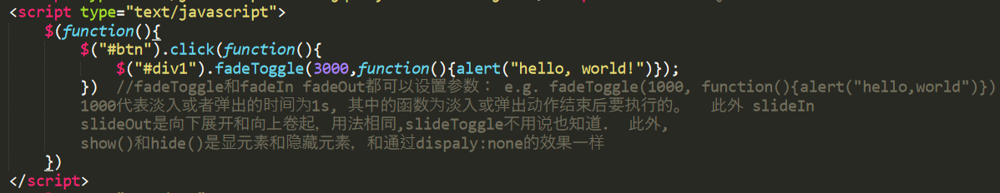 <script type="text/javascript">
$(function(){
$("#btn").click(function(){
$("#div1").fadeToggle(3000,function(){alert("hello, world!")});
})  //fadeToggle和fadeIn fadeOut都可以设置参数: e.g. fadeToggle(1000, function(){alert("hello,world")})
1000代表淡入或者弹出的时间为1s, 其中的函数为淡入或弹出动作结束后要执行的。  此外 slideIn
slideOut是向下展开和向上卷起, 用法相同,slideToggle不用说也知道.  此外,
show()和hide()是显元素和隐藏元素, 和通过dispaly:none的效果一样
})
</script>